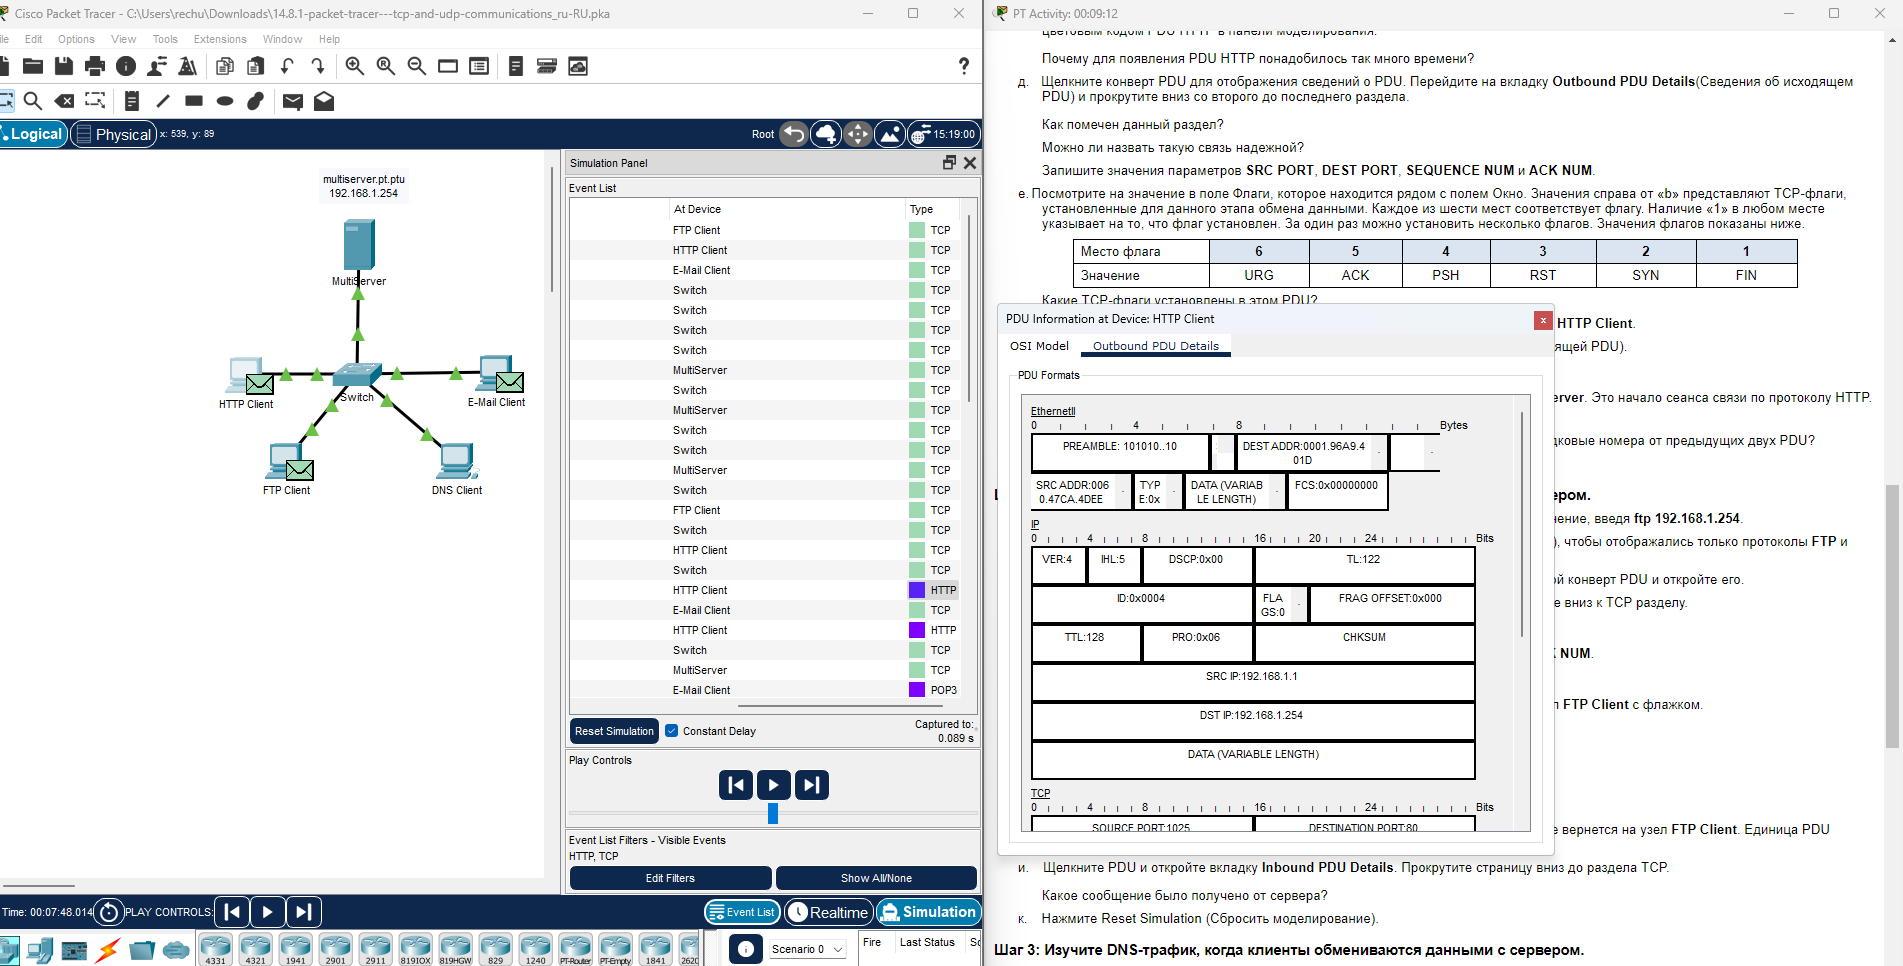 Cisco Packet Tracer - C:\Users\rechu\Downloads\14.8.1-packet-tracer---tcp-and-udp-communications_ru-RU.pka
ile Edit Options View Tools Extensions Window Help
?
Logical Physical x: 539, y: 89 Root 15:19:00
multiserver.pt.ptu
192.168.1.254
MultiServer
HTTP Client
Switch
E-Mail Client
FTP Client
DNS Client
Simulation Panel
Event List
At Device Type
FTP Client TCP
HTTP Client TCP
E-Mail Client TCP
Switch TCP
Switch TCP
Switch TCP
Switch TCP
MultiServer TCP
Switch TCP
MultiServer TCP
Switch TCP
Switch TCP
MultiServer TCP
Switch TCP
FTP Client TCP
Switch TCP
HTTP Client TCP
Switch TCP
HTTP Client HTTP
E-Mail Client TCP
HTTP Client HTTP
Switch TCP
MultiServer TCP
E-Mail Client POP3
Reset Simulation Constant Delay Captured to:
0.089 s
Play Controls
Event List Filters - Visible Events
HTTP, TCP
Edit Filters Show All/None
Time: 00:07:48.014 PLAY CONTROLS: Event List Realtime Simulation
4331 4321 1941 2901 2911 819IOX 819HGW 829 1240 PT-Router PT-Empty 1841 2620
Scenario 0 Fire Last Status Sc
PT Activity: 00:09:12
цветовым кодом PDU HTTP в панели моделирования.
Почему для появления PDU HTTP понадобилось так много времени?
д. Щелкните конверт PDU для отображения сведений о PDU. Перейдите на вкладку Outbound PDU Details(Сведения об исходящем
PDU) и прокрутите вниз со второго до последнего раздела.
Как помечен данный раздел?
Можно ли назвать такую связь надежной?
Запишите значения параметров SRC PORT, DEST PORT, SEQUENCE NUM и ACK NUM.
е. Посмотрите на значение в поле Флаги, которое находится рядом с полем Окно. Значения справа от «b» представляют TCP-флаги,
установленные для данного этапа обмена данными. Каждое из шести мест соответствует флагу. Наличие «1» в любом месте
указывает на то, что флаг установлен. За один раз можно установить несколько флагов. Значения флагов показаны ниже.
Место флага 6 5 4 3 2 1
Значение URG ACK PSH RST SYN FIN
Какие TCP-флаги установлены в этом PDU?
HTTP Client.
ящей PDU).
erver. Это начало сеанса связи по протоколу HTTP.
дковые номера от предыдущих двух PDU?
ром.
нение, введя ftp 192.168.1.254.
), чтобы отображались только протоколы FTP и
ой конверт PDU и откройте его.
е вниз к TCP разделу.
K NUM.
л FTP Client с флажком.
е вернется на узел FTP Client. Единица PDU
PDU Information at Device: HTTP Client x
OSI Model Outbound PDU Details
PDU Formats
EthernetII
0 4 8 Bytes
PREAMBLE: 101010..10 DEST ADDR:0001.96A9.4
01D
SRC ADDR:006
0.47CA.4DEE
TYP
E:0x
DATA (VARIAB
LE LENGTH)
FCS:0x00000000
IP
0 4 8 16 20 24 Bits
VER:4 IHL:5 DSCP:0x00 TL:122
ID:0x0004 FLA
GS:0
FRAG OFFSET:0x000
TTL:128 PRO:0x06 CHKSUM
SRC IP:192.168.1.1
DST IP:192.168.1.254
DATA (VARIABLE LENGTH)
TCP
0 4 8 16 24 Bits
SOURCE PORT:1025 DESTINATION PORT:80
и. Щелкните PDU и откройте вкладку Inbound PDU Details. Прокрутите страницу вниз до раздела TCP.
Какое сообщение было получено от сервера?
к. Нажмите Reset Simulation (Сбросить моделирование).
Шаг 3: Изучите DNS-трафик, когда клиенты обмениваются данными с сервером.